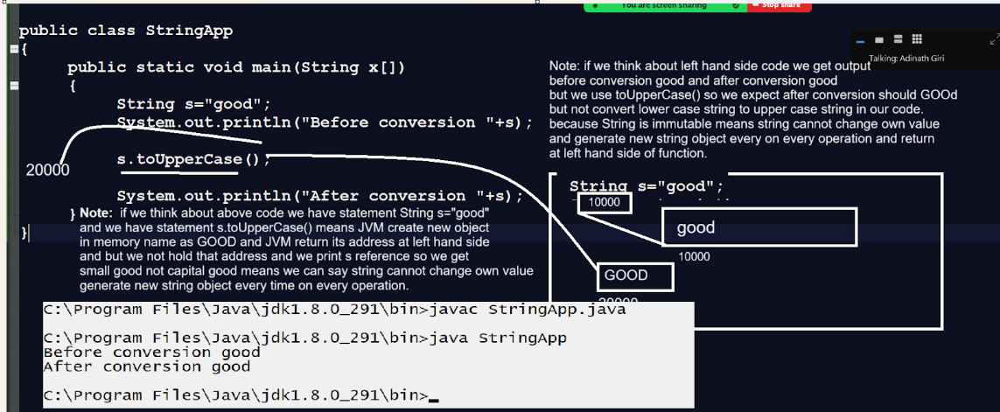 You are screen sharing
Stop share
public class StringApp
{
public static void main(String x[])
{
String s="good";
System.out.println("Before conversion "+s);
s.toUpperCase();
20000
System.out.println("After conversion "+s);
}
}
Note: if we think about above code we have statement String s="good"
and we have statement s.toUpperCase() means JVM create new object
in memory name as GOOD and JVM return its address at left hand side
and but we not hold that address and we print s reference so we get
small good not capital good means we can say string cannot change own value
generate new string object every time on every operation.
Talking: Adinath Giri
Note: if we think about left hand side code we get output
before conversion good and after conversion good
but we use toUpperCase() so we expect after conversion should GOOd
but not convert lower case string to upper case string in our code.
because String is immutable means string cannot change own value
and generate new string object every on every operation and return
at left hand side of function.
String s="good";
10000
good
10000
GOOD
20000
C:\Program Files\Java\jdk1.8.0_291\bin>javac StringApp.java
C:\Program Files\Java\jdk1.8.0_291\bin>java StringApp
Before conversion good
After conversion good
C:\Program Files\Java\jdk1.8.0_291\bin>